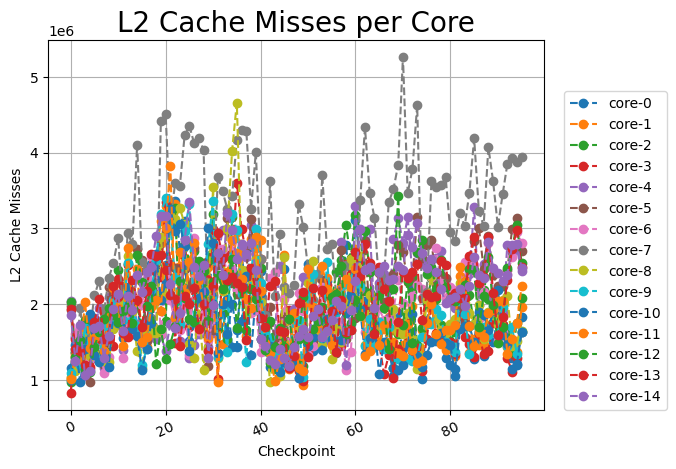 L2 Cache Misses per Core
1e6
5
4
3
2
1
L2 Cache Misses
0
20
40
60
80
Checkpoint
core-0
core-1
core-2
core-3
core-4
core-5
core-6
core-7
core-8
core-9
core-10
core-11
core-12
core-13
core-14